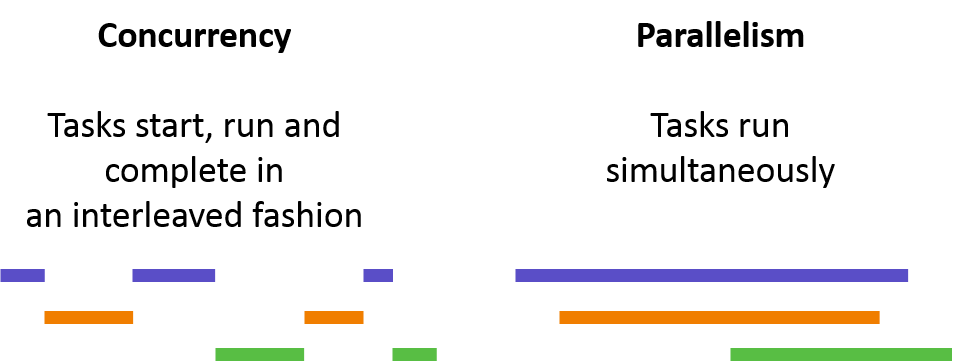 Concurrency
Tasks start, run and
complete in
an interleaved fashion
Parallelism
Tasks run
simultaneously